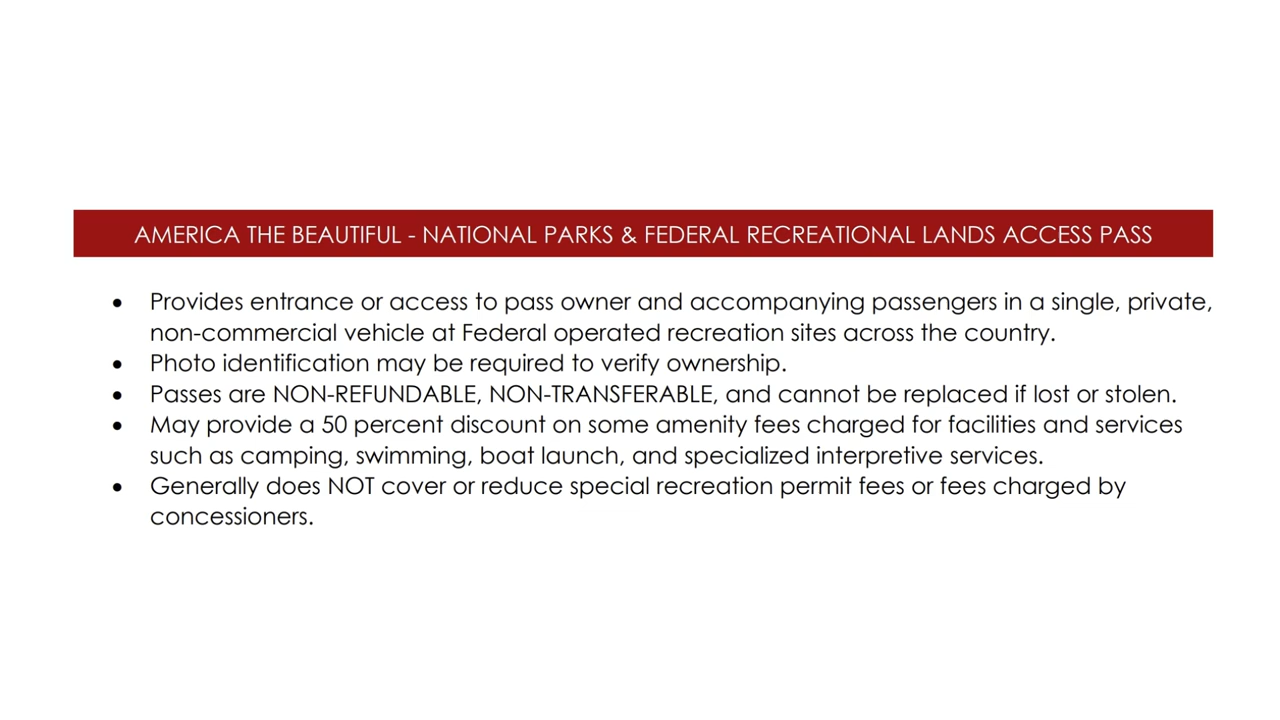 AMERICA THE BEAUTIFUL - NATIONAL PARKS & FEDERAL RECREATIONAL LANDS ACCESS PASS
• Provides entrance or access to pass owner and accompanying passengers in a single, private,
non-commercial vehicle at Federal operated recreation sites across the country.
• Photo identification may be required to verify ownership.
• Passes are NON-REFUNDABLE, NON-TRANSFERABLE, and cannot be replaced if lost or stolen.
• May provide a 50 percent discount on some amenity fees charged for facilities and services
such as camping, swimming, boat launch, and specialized interpretive services.
• Generally does NOT cover or reduce special recreation permit fees or fees charged by
concessioners.